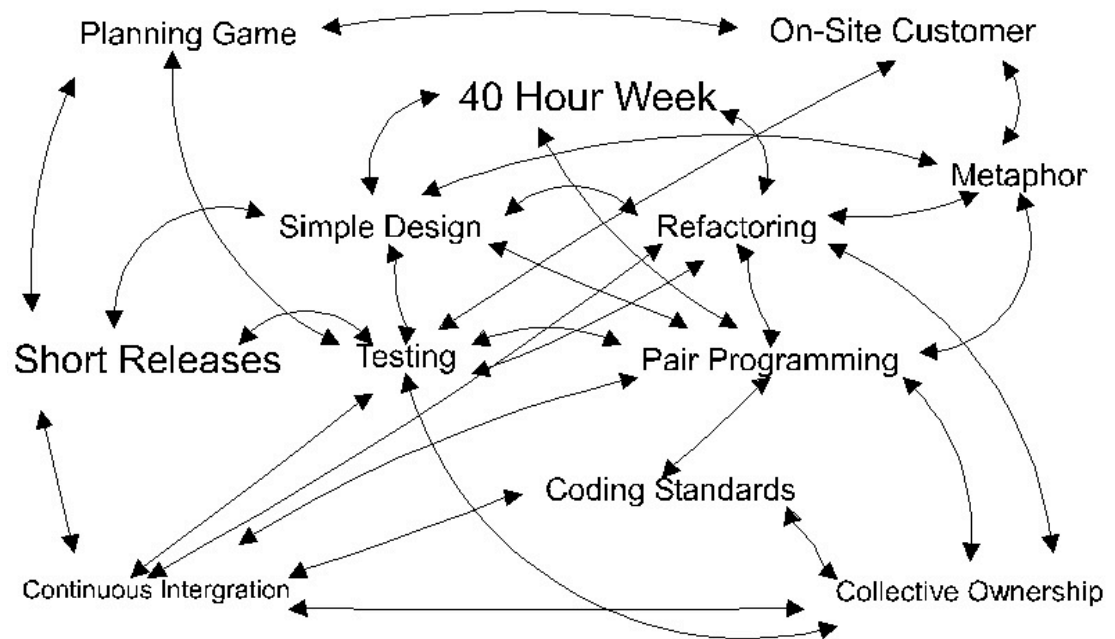 Planning Game
On-Site Customer
40 Hour Week
Metaphor
Simple Design
Refactoring
Short Releases
Testing
Pair Programming
Coding Standards
Continuous Intergration
Collective Ownership